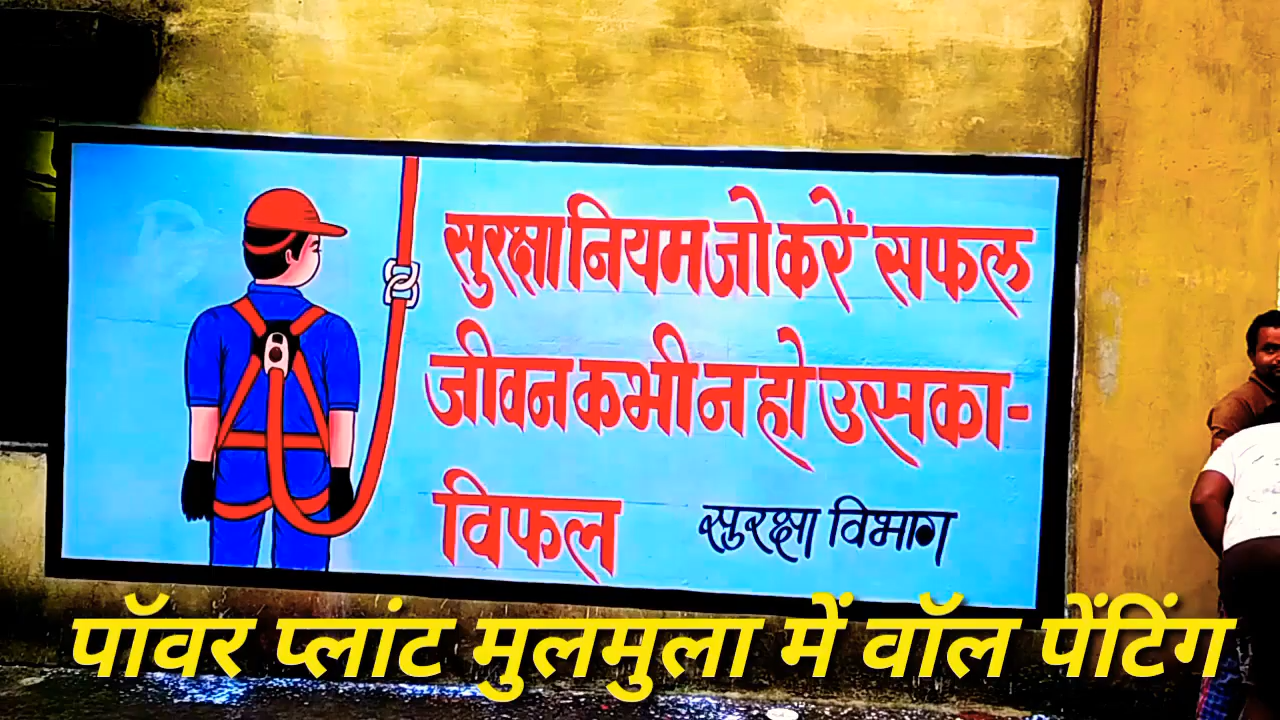 सुरक्षा नियम जो करें सफल
जीवन कभी न हो उसका-
विफल
सुरक्षा विभाग
पॉवर प्लांट मुलमुला में वॉल पेंटिंग